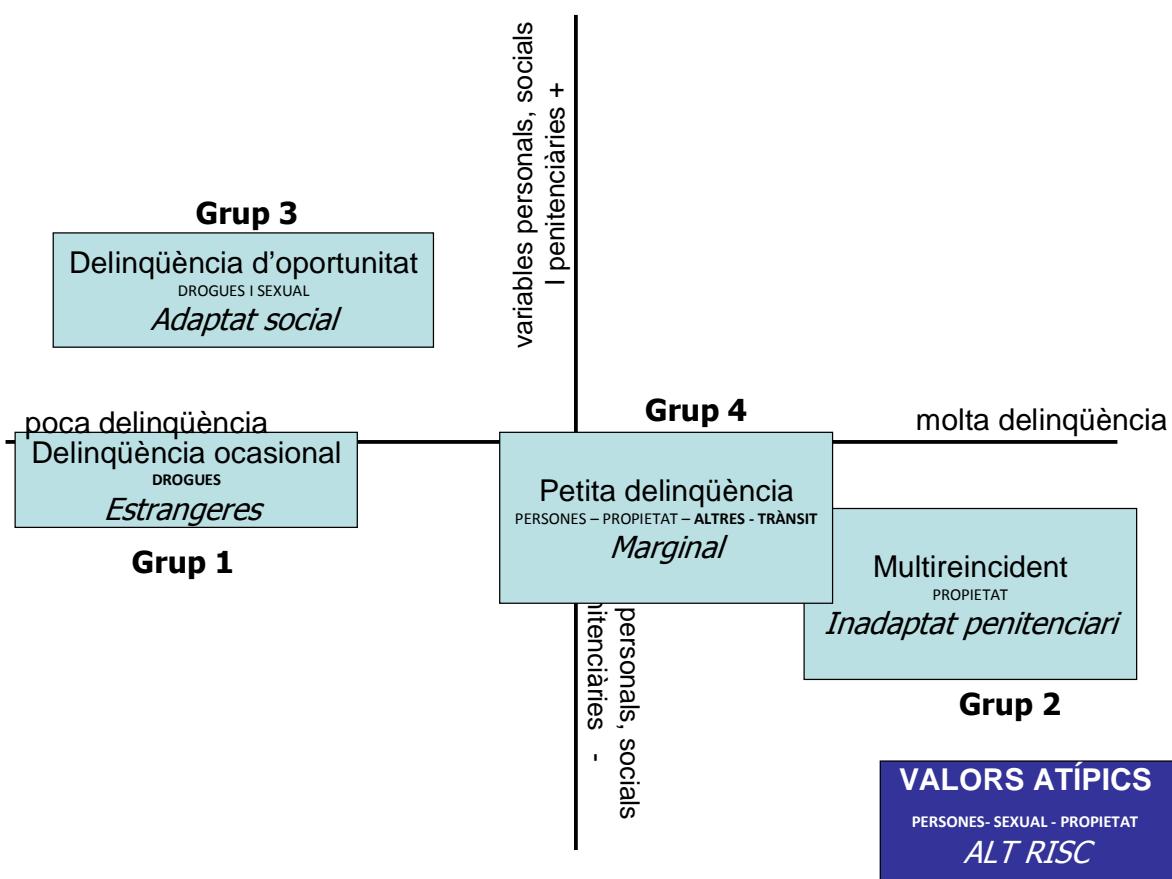 variables personals, socials
I penitenciàries +
Grup 3
Delinqüència d'oportunitat
DROGUES I SEXUAL
Adaptat social
poca delinqüència
molta delinqüència
Delinqüència ocasional
DROGUES
Estrangeres
Grup 1
Grup 4
Petita delinqüència
PERSONES – PROPIETAT – ALTRES - TRÀNSIT
Marginal
Multireincident
PROPIETAT
Inadaptat penitenciari
Grup 2
personals, socials
nitenciàries -
VALORS ATÍPICS
PERSONES- SEXUAL - PROPIETAT
ALT RISC